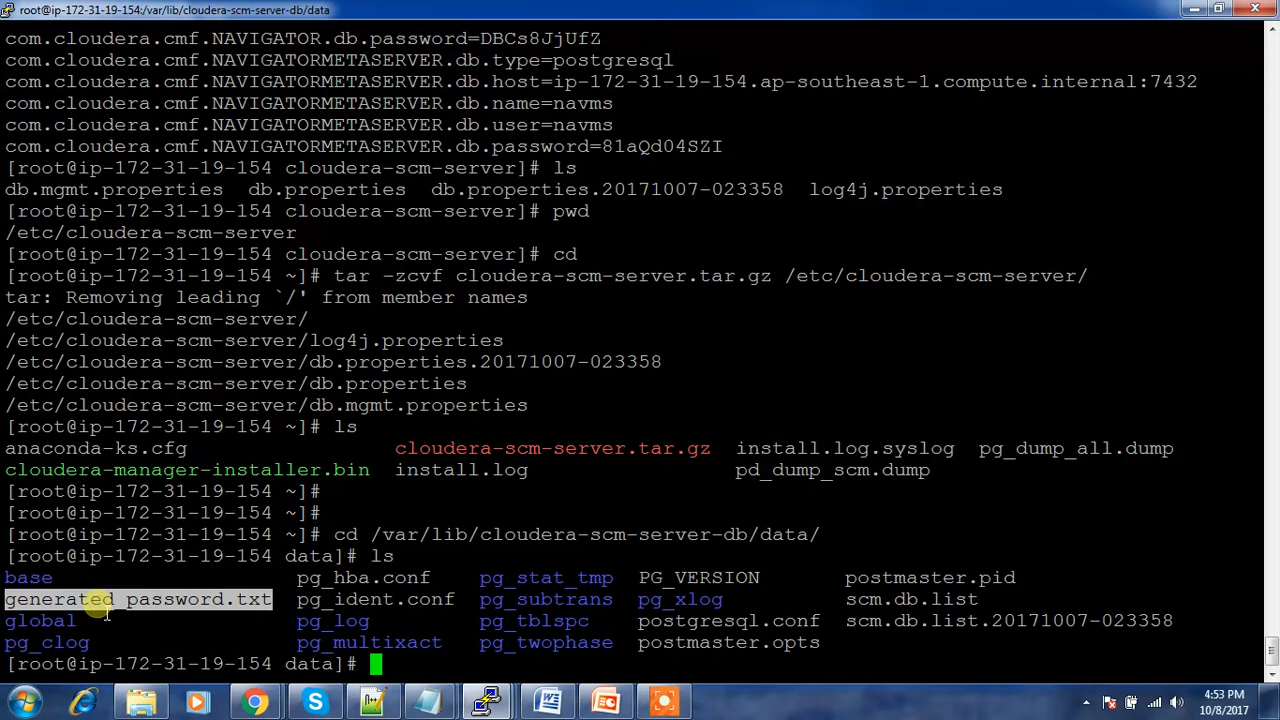 root@ip-172-31-19-154:/var/lib/cloudera-scm-server-db/data
com.cloudera.cmf.NAVIGATOR.db.password=DBCs8JjUfZ
com.cloudera.cmf.NAVIGATORMETASERVER.db.type=postgresql
com.cloudera.cmf.NAVIGATORMETASERVER.db.host=ip-172-31-19-154.ap-southeast-1.compute.internal:7432
com.cloudera.cmf.NAVIGATORMETASERVER.db.name=navms
com.cloudera.cmf.NAVIGATORMETASERVER.db.user=navms
com.cloudera.cmf.NAVIGATORMETASERVER.db.password=81aQd04SZI
[root@ip-172-31-19-154 cloudera-scm-server]# ls
db.mgmt.properties  db.properties  db.properties.20171007-023358  log4j.properties
[root@ip-172-31-19-154 cloudera-scm-server]# pwd
/etc/cloudera-scm-server
[root@ip-172-31-19-154 cloudera-scm-server]# cd
[root@ip-172-31-19-154 ~]# tar -zcvf cloudera-scm-server.tar.gz /etc/cloudera-scm-server/
tar: Removing leading `/' from member names
/etc/cloudera-scm-server/
/etc/cloudera-scm-server/log4j.properties
/etc/cloudera-scm-server/db.properties.20171007-023358
/etc/cloudera-scm-server/db.properties
/etc/cloudera-scm-server/db.mgmt.properties
[root@ip-172-31-19-154 ~]# ls
anaconda-ks.cfg                 cloudera-scm-server.tar.gz  install.log.syslog  pg_dump_all.dump
cloudera-manager-installer.bin  install.log                 pd_dump_scm.dump
[root@ip-172-31-19-154 ~]#
[root@ip-172-31-19-154 ~]#
[root@ip-172-31-19-154 ~]# cd /var/lib/cloudera-scm-server-db/data/
[root@ip-172-31-19-154 data]# ls
base                    pg_hba.conf   pg_stat_tmp  PG_VERSION       postmaster.pid
generated_password.txt  pg_ident.conf  pg_subtrans  pg_xlog          scm.db.list
global                  pg_log        pg_tblspc    postgresql.conf  scm.db.list.20171007-023358
pg_clog                 pg_multixact  pg_twophase  postmaster.opts
[root@ip-172-31-19-154 data]#
4:53 PM
10/8/2017